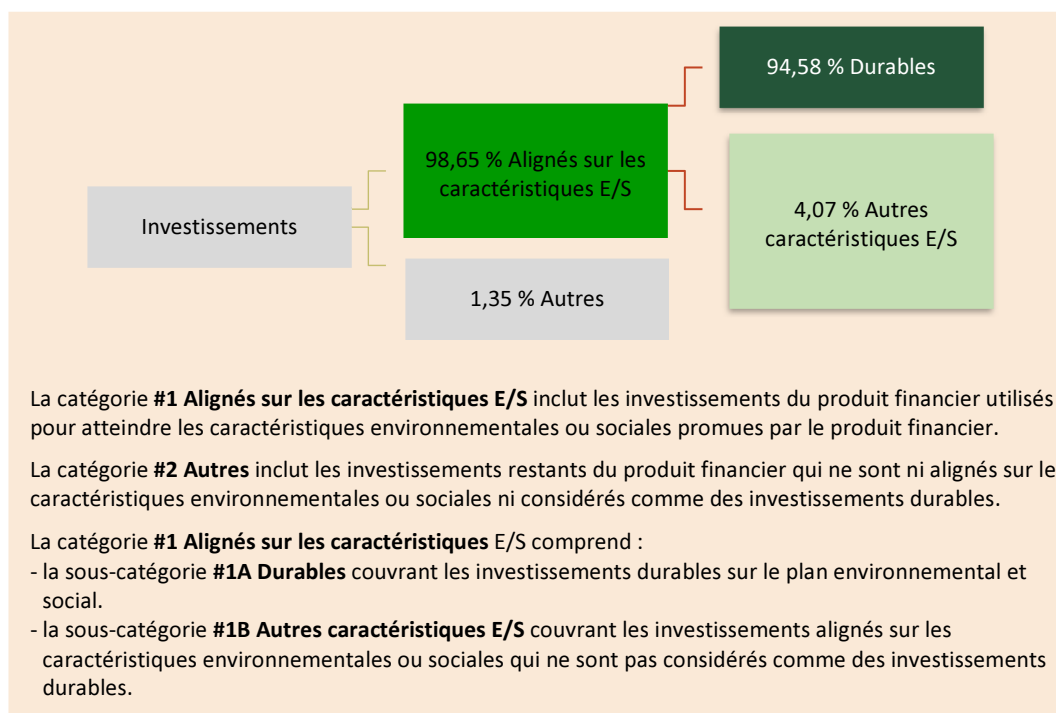 94,58 % Durables
98,65 % Alignés sur les
caractéristiques E/S
4,07 % Autres
caractéristiques E/S
Investissements
1,35 % Autres
La catégorie #1 Alignés sur les caractéristiques E/S inclut les investissements du produit financier utilisés
pour atteindre les caractéristiques environnementales ou sociales promues par le produit financier.
La catégorie #2 Autres inclut les investissements restants du produit financier qui ne sont ni alignés sur le
caractéristiques environnementales ou sociales ni considérés comme des investissements durables.
La catégorie #1 Alignés sur les caractéristiques E/S comprend :
- la sous-catégorie #1A Durables couvrant les investissements durables sur le plan environnemental et
social.
- la sous-catégorie #1B Autres caractéristiques E/S couvrant les investissements alignés sur les
caractéristiques environnementales ou sociales qui ne sont pas considérés comme des investissements
durables.